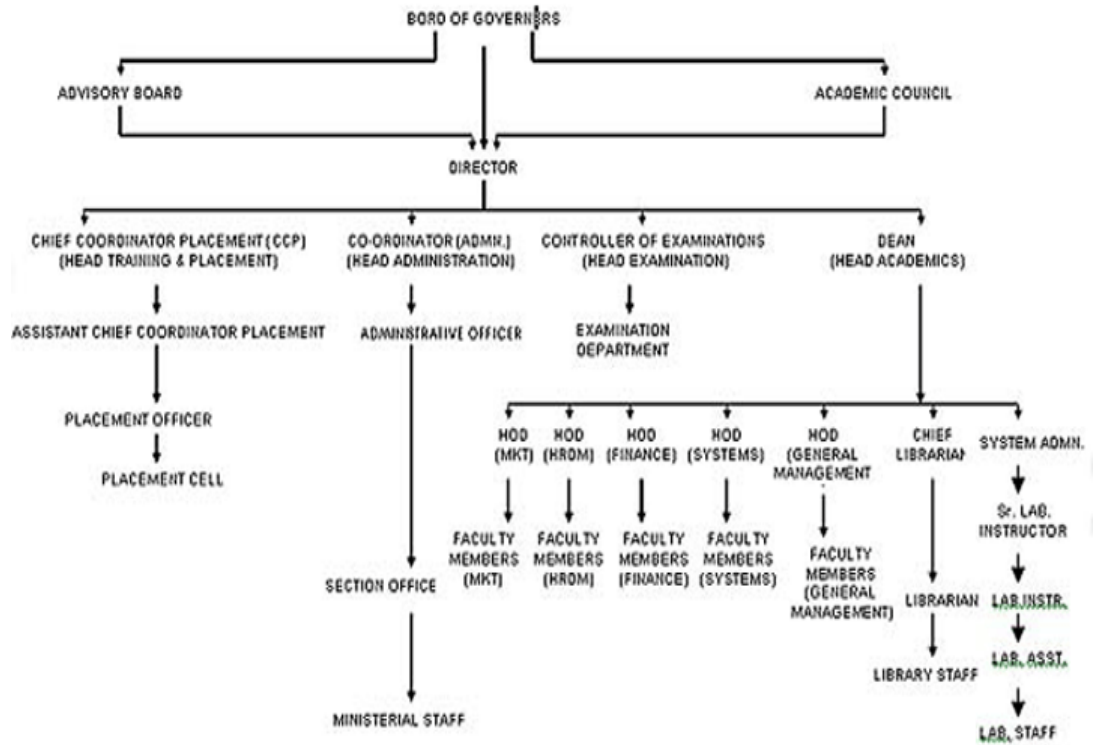 BORD OF GOVERNERS
ADVISORY BOARD
ACADEMIC COUNCIL
DIRECTOR
CHIEF COORDINATOR PLACEMENT (CCP)
(HEAD TRAINING & PLACEMENT)
CO-ORDINATOR (ADMN.)
(HEAD ADMINISTRATION)
CONTROLLER OF EXAMINATIONS
(HEAD EXAMINATION)
DEAN
(HEAD ACADEMICS)
ASSISTANT CHIEF COORDINATOR PLACEMENT
ADMINISTRATIVE OFFICER
EXAMINATION
DEPARTMENT
PLACEMENT OFFICER
PLACEMENT CELL
HOD
(MKT)
HOD
(HRDM)
HOD
(FINANCE)
HOD
(SYSTEMS)
HOD
(GENERAL
MANAGEMENT
CHIEF
LIBRARIAN
SYSTEM ADMN.
Sr. LAB.
INSTRUCTOR
FACULTY
MEMBERS
(MKT)
FACULTY
MEMBERS
(HRDM)
FACULTY
MEMBERS
(FINANCE)
FACULTY
MEMBERS
(SYSTEMS)
FACULTY
MEMBERS
(GENERAL
MANAGEMENT)
SECTION OFFICE
LIBRARIAN
LAB.INSTR.
LIBRARY STAFF
LAB. ASST.
MINISTERIAL STAFF
LAB. STAFF